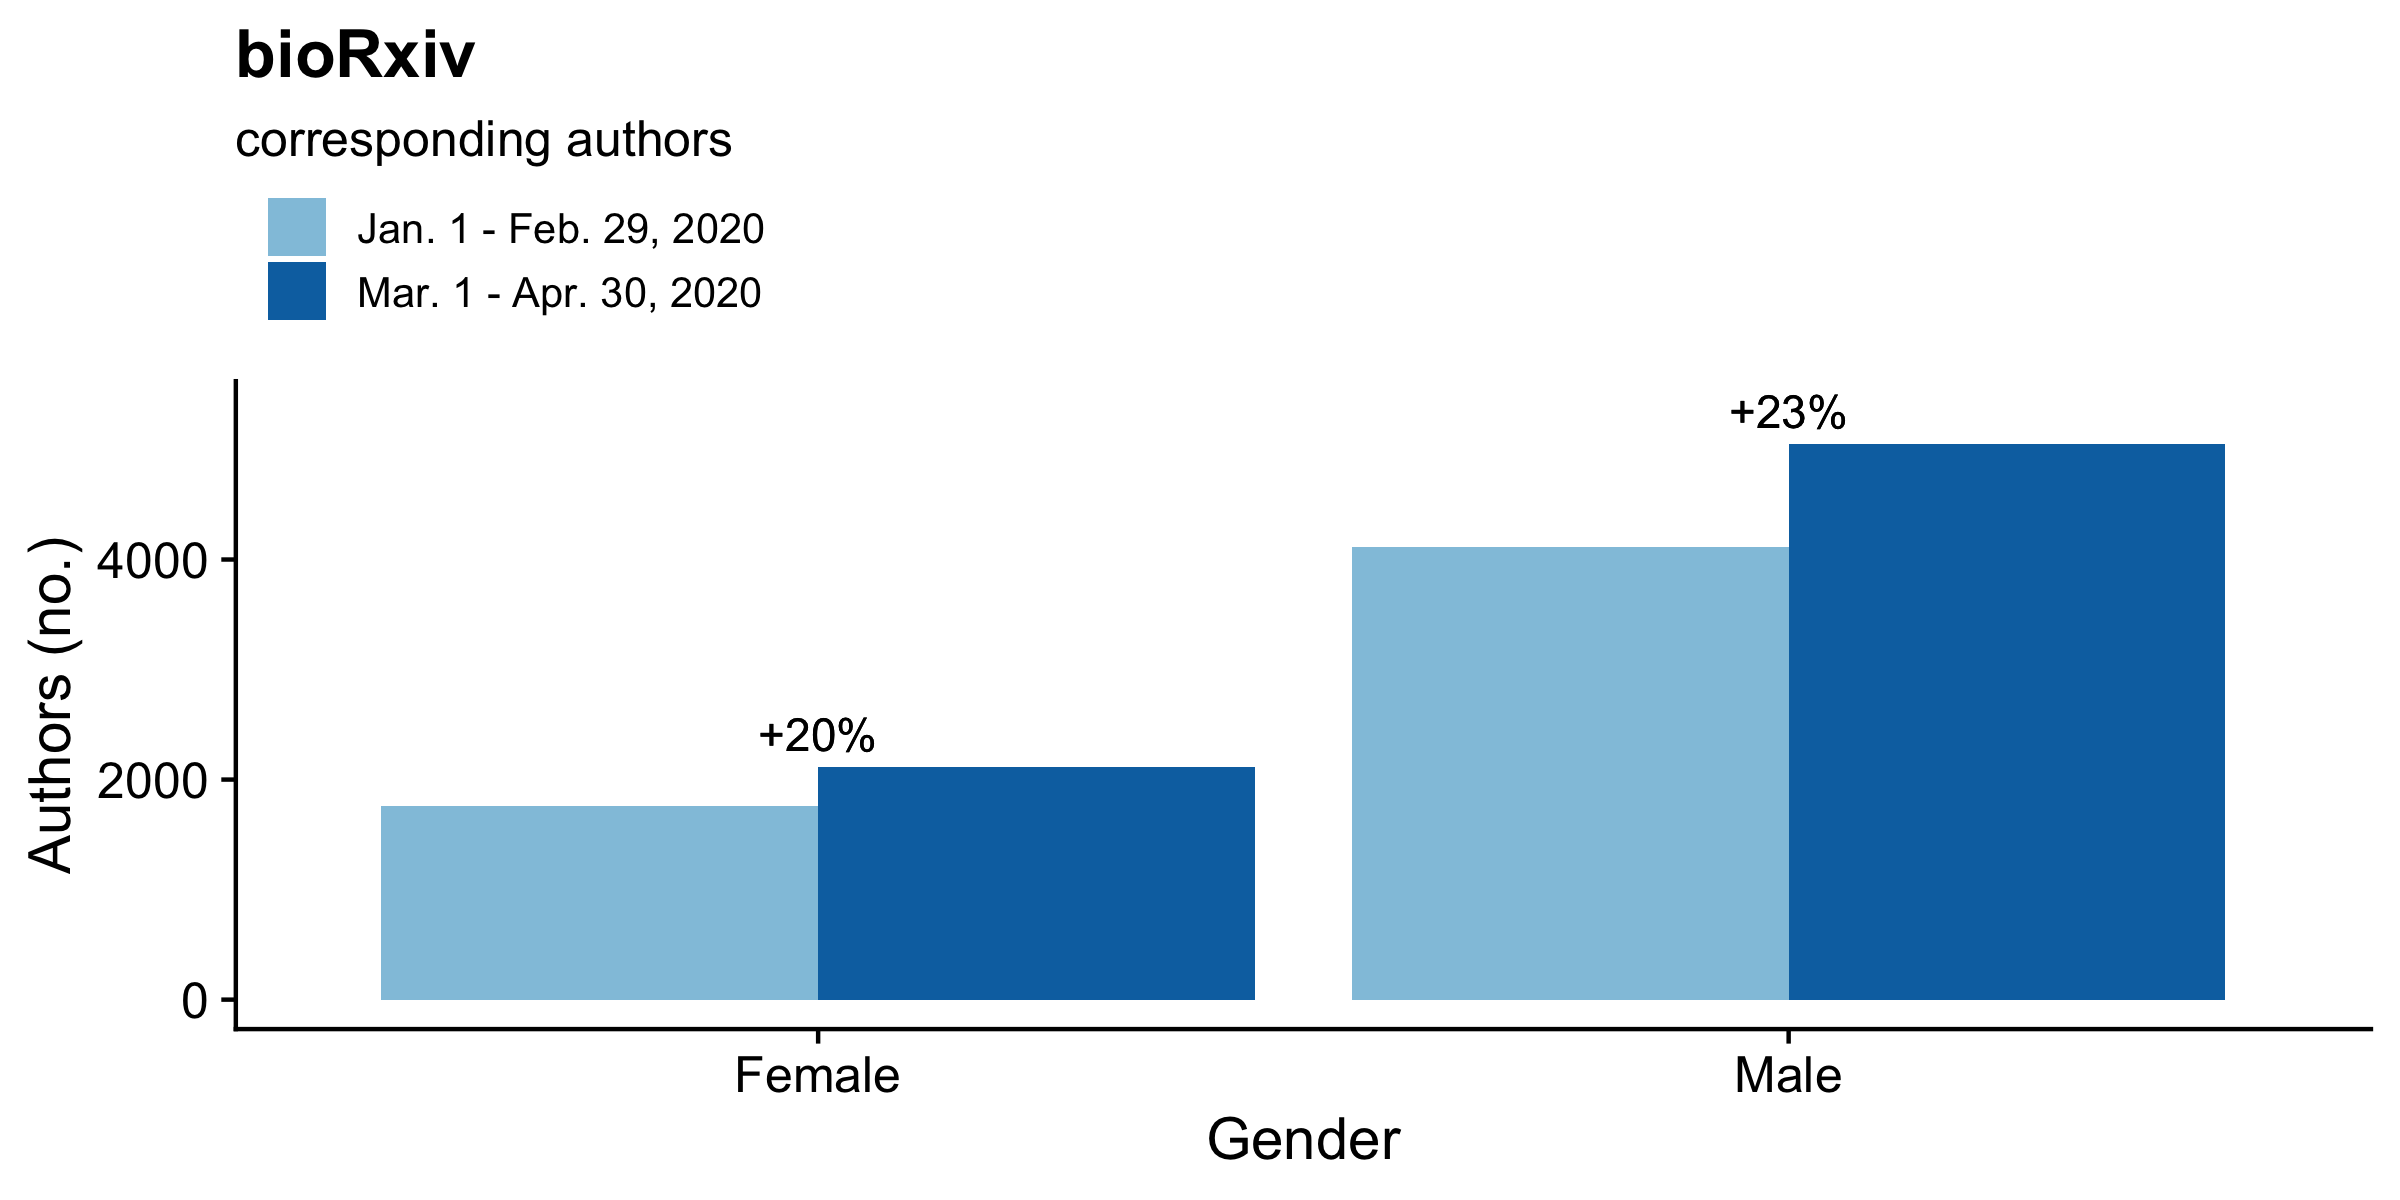 bioRxiv
corresponding authors
Jan. 1 - Feb. 29, 2020
Mar. 1 - Apr. 30, 2020
Authors (no.)
4000
2000
0
+20%
+23%
Female
Male
Gender